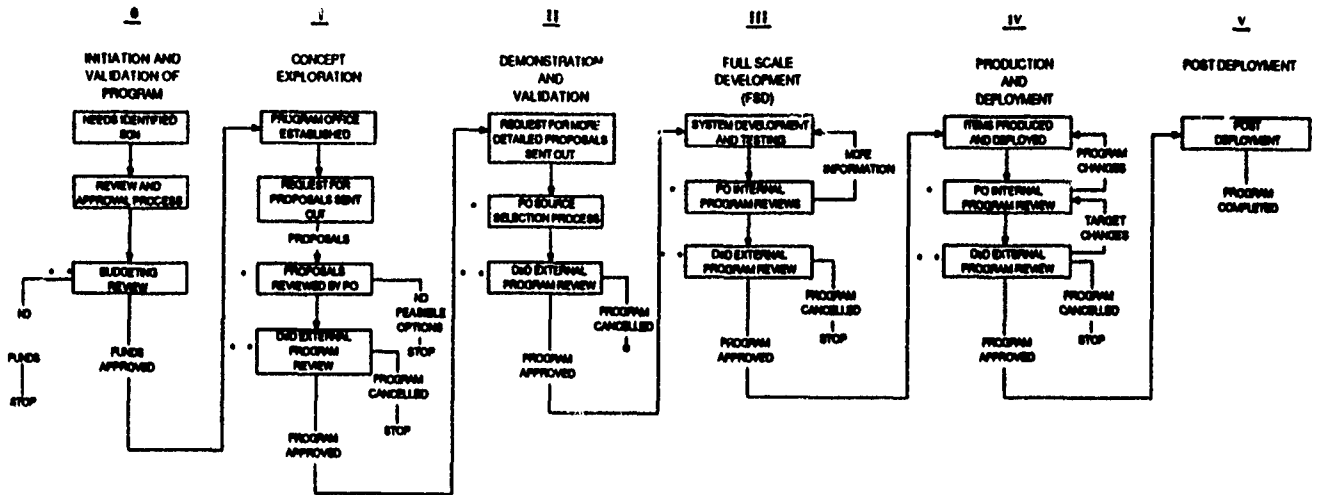 0
INITIATION AND
VALIDATION OF
PROGRAM
NEEDS IDENTIFIED
SON
REVIEW AND
APPROVAL PROCESS
* *
BUDGETING
REVIEW
NO
FUNDS
STOP
FUNDS
APPROVED
I
CONCEPT
EXPLORATION
PROGRAM OFFICE
ESTABLISHED
REQUEST FOR
PROPOSALS SENT
OUT
PROPOSALS
*
PROPOSALS
REVIEWED BY PO
NO
FEASIBLE
OPTIONS
STOP
* *
DoD EXTERNAL
PROGRAM
REVIEW
PROGRAM
CANCELLED
STOP
PROGRAM
APPROVED
II
DEMONSTRATION
AND
VALIDATION
REQUEST FOR MORE
DETAILED PROPOSALS
SENT OUT
*
PO SOURCE
SELECTION PROCESS
* *
DoD EXTERNAL
PROGRAM REVIEW
PROGRAM
CANCELLED
PROGRAM
APPROVED
III
FULL SCALE
DEVELOPMENT
(FSD)
SYSTEM DEVELOPMENT
AND TESTING
MORE
INFORMATION
*
PO INTERNAL
PROGRAM REVIEWS
* *
DoD EXTERNAL
PROGRAM REVIEW
PROGRAM
CANCELLED
STOP
PROGRAM
APPROVED
IV
PRODUCTION
AND
DEPLOYMENT
ITEMS PRODUCED
AND DEPLOYED
PROGRAM
CHANGES
*
PO INTERNAL
PROGRAM REVIEW
TARGET
CHANGES
* *
DoD EXTERNAL
PROGRAM REVIEW
PROGRAM
CANCELLED
STOP
PROGRAM
APPROVED
V
POST DEPLOYMENT
POST
DEPLOYMENT
PROGRAM
COMPLETED